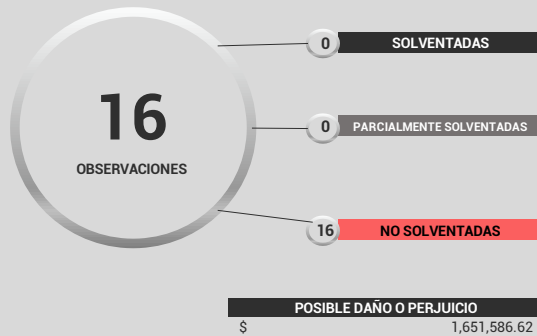 16
OBSERVACIONES
0 SOLVENTADAS
0 PARCIALMENTE SOLVENTADAS
16 NO SOLVENTADAS
POSIBLE DAÑO O PERJUICIO
$ 1,651,586.62